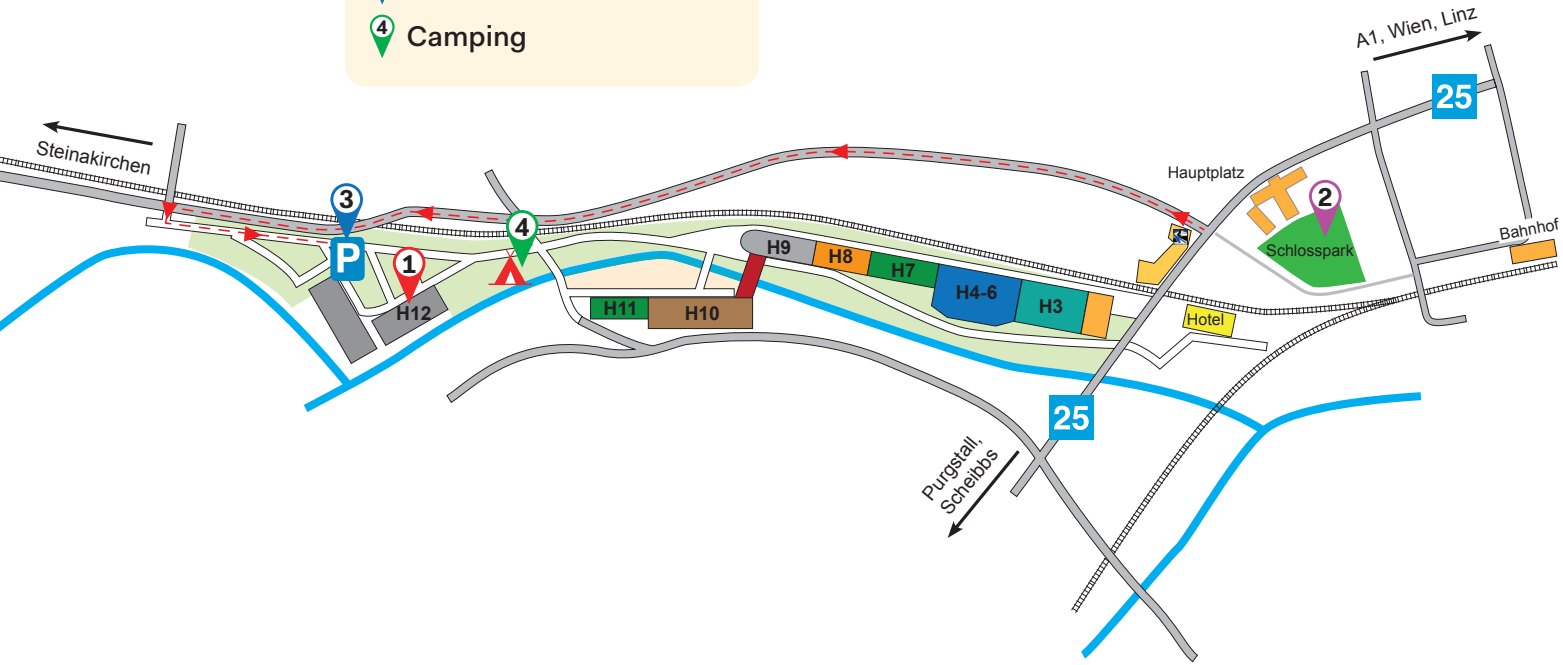 4 Camping
A1, Wien, Linz
25
Steinakirchen
Hauptplatz
3
2
4
Bahnhof
P
1
H9
H8
H7
H4-6
H3
Schlosspark
H12
H11
H10
Hotel
25
Purgstall,
Scheibbs